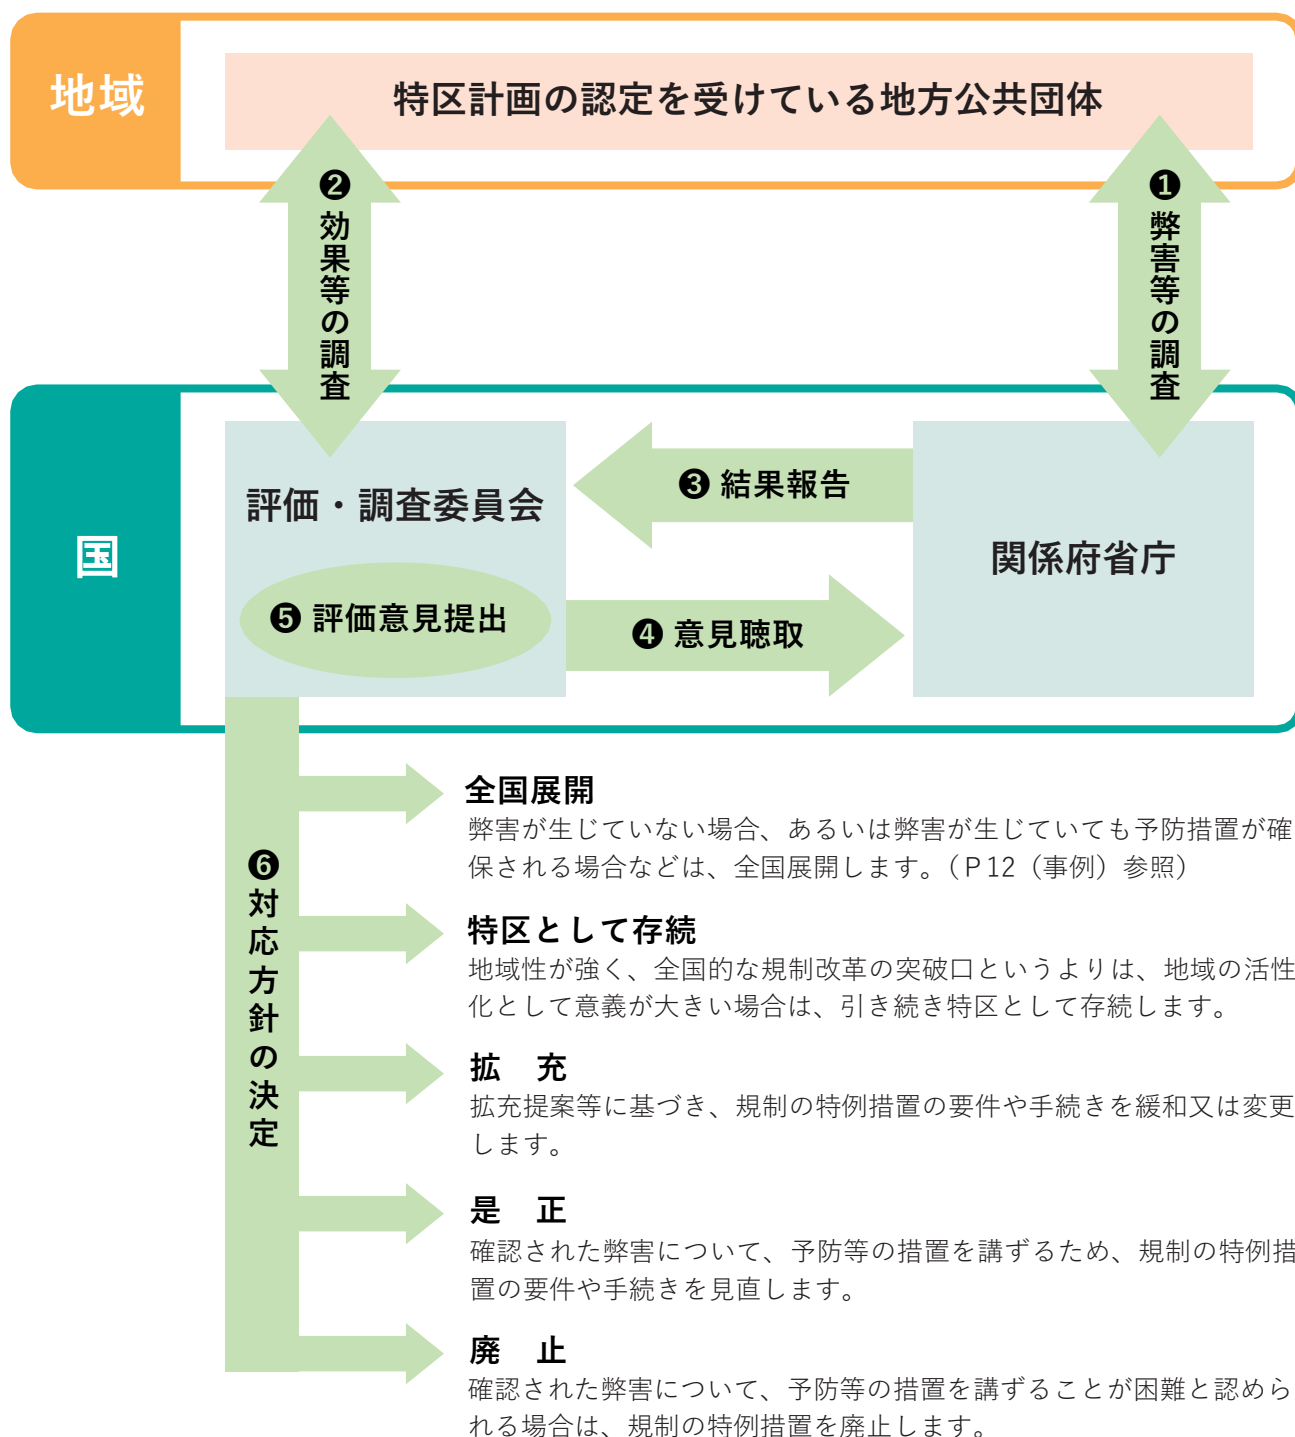 地域
特区計画の認定を受けている地方公共団体
❷効果等の調査
❶弊害等の調査
国
評価・調査委員会
❸ 結果報告
関係府省庁
❺ 評価意見提出
❹ 意見聴取
❻対応方針の決定
全国展開
弊害が生じていない場合、あるいは弊害が生じていても予防措置が確
保される場合などは、全国展開します。（P12（事例）参照）
特区として存続
地域性が強く、全国的な規制改革の突破口というよりは、地域の活性
化として意義が大きい場合は、引き続き特区として存続します。
拡　充
拡充提案等に基づき、規制の特例措置の要件や手続きを緩和又は変更
します。
是　正
確認された弊害について、予防等の措置を講ずるため、規制の特例措
置の要件や手続きを見直します。
廃　止
確認された弊害について、予防等の措置を講ずることが困難と認めら
れる場合は、規制の特例措置を廃止します。